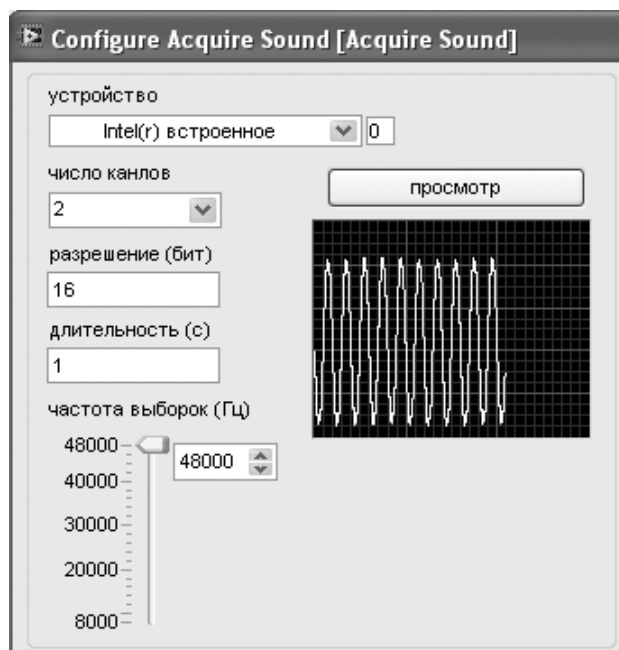 Configure Acquire Sound [Acquire Sound]
устройство
Intel(r) встроенное 0
число канлов
2
просмотр
разрешение (бит)
16
длительность (с)
1
частота выборок (Гц)
48000
48000
40000
30000
20000
8000